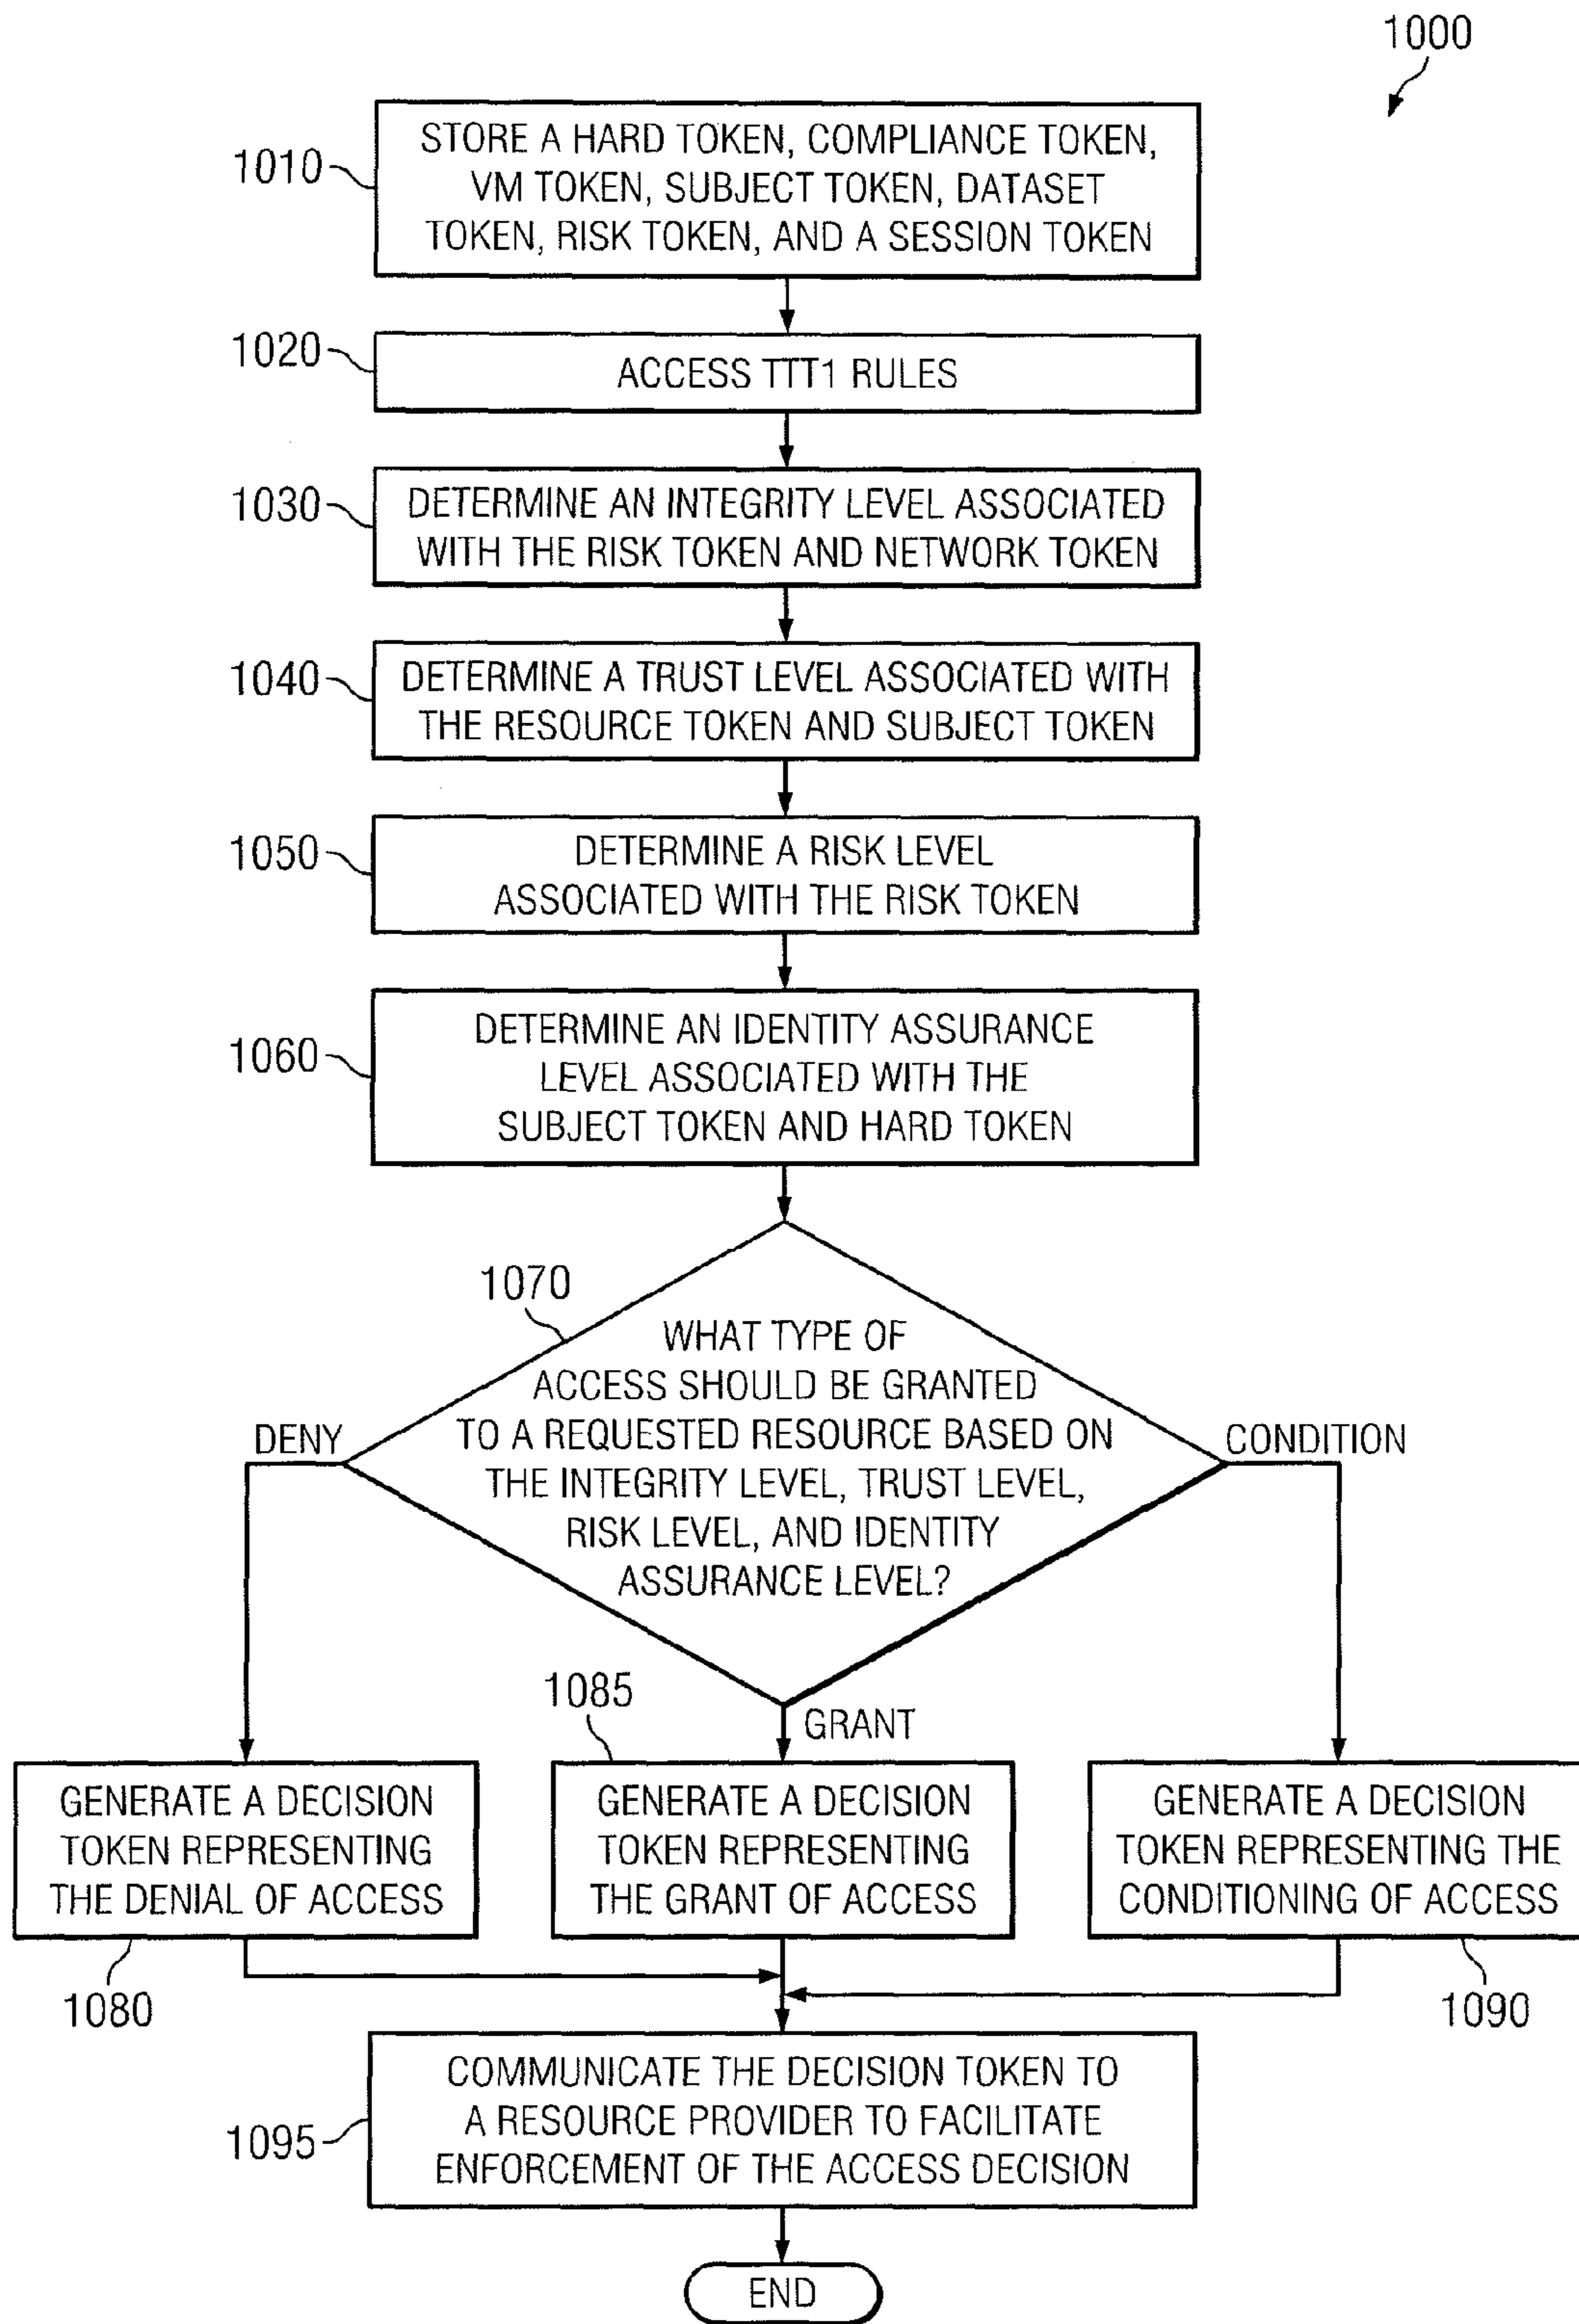 1000
1010
STORE A HARD TOKEN, COMPLIANCE TOKEN,
VM TOKEN, SUBJECT TOKEN, DATASET
TOKEN, RISK TOKEN, AND A SESSION TOKEN
1020
ACCESS TTT1 RULES
1030
DETERMINE AN INTEGRITY LEVEL ASSOCIATED
WITH THE RISK TOKEN AND NETWORK TOKEN
1040
DETERMINE A TRUST LEVEL ASSOCIATED WITH
THE RESOURCE TOKEN AND SUBJECT TOKEN
1050
DETERMINE A RISK LEVEL
ASSOCIATED WITH THE RISK TOKEN
1060
DETERMINE AN IDENTITY ASSURANCE
LEVEL ASSOCIATED WITH THE
SUBJECT TOKEN AND HARD TOKEN
1070
WHAT TYPE OF
ACCESS SHOULD BE GRANTED
TO A REQUESTED RESOURCE BASED ON
THE INTEGRITY LEVEL, TRUST LEVEL,
RISK LEVEL, AND IDENTITY
ASSURANCE LEVEL?
DENY
CONDITION
GRANT
GENERATE A DECISION
TOKEN REPRESENTING
THE DENIAL OF ACCESS
1080
1085
GENERATE A DECISION
TOKEN REPRESENTING
THE GRANT OF ACCESS
GENERATE A DECISION
TOKEN REPRESENTING THE
CONDITIONING OF ACCESS
1090
1095
COMMUNICATE THE DECISION TOKEN TO
A RESOURCE PROVIDER TO FACILITATE
ENFORCEMENT OF THE ACCESS DECISION
END